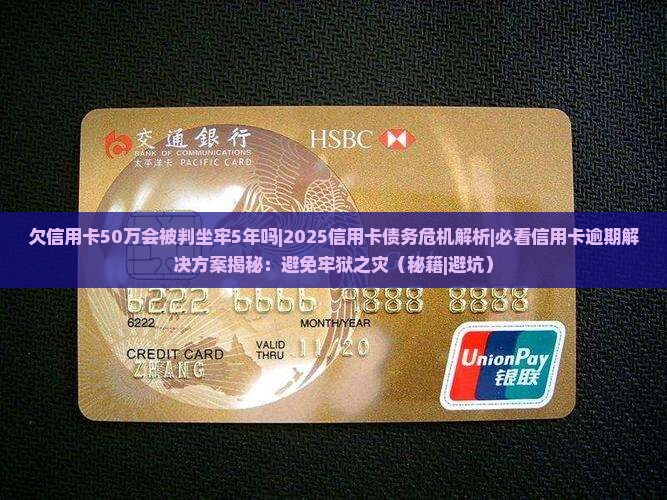 交通銀行
BANK OF COMMUNICATIONS
太平洋卡 PACIFIC CARD
HSBC
欠信用卡50万会被判坐牢5年吗|2025信用卡债务危机解析|必看信用卡逾期解
决方案揭秘：避免牢狱之灾（秘籍|避坑）
6222 6666 4888 8888
6222
MONTH/YEAR
CREDIT CARD
VALID
THRU
11/20
ZHANG
UnionPay
银联